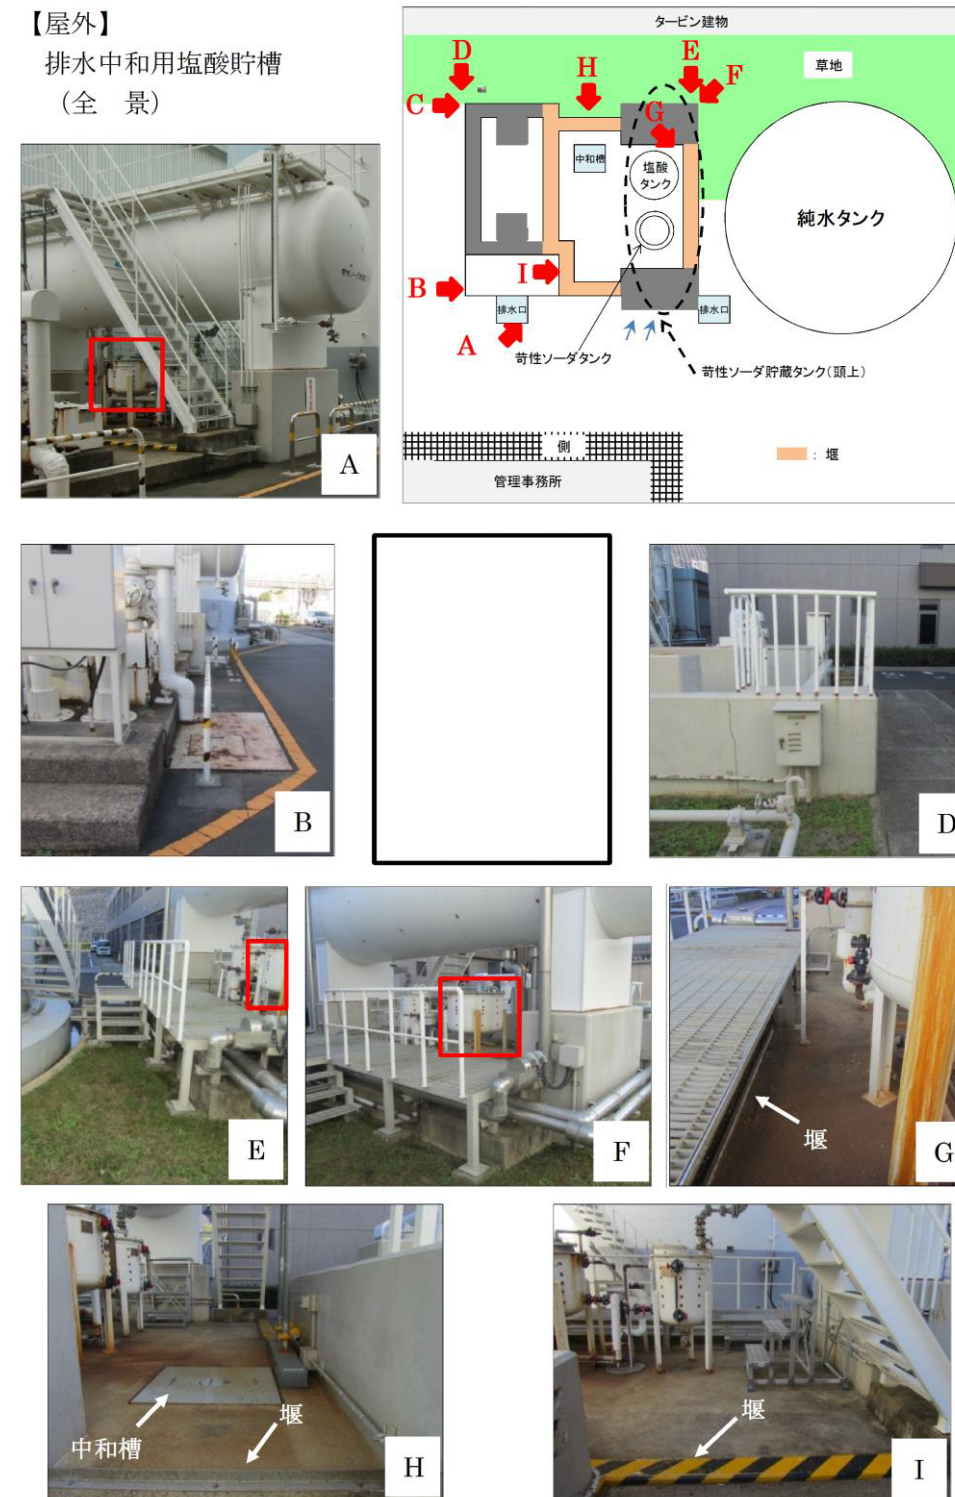 【屋外】
排水中和用塩酸貯槽
（全　景）
タービン建物
草地
D
H
E
F
C
G
中和槽
塩酸
タンク
純水タンク
I
B
排水口
排水口
A
苛性ソーダタンク
苛性ソーダ貯蔵タンク（頭上）
側
：堰
管理事務所
A
B
D
E
F
堰
G
中和槽
堰
H
堰
I